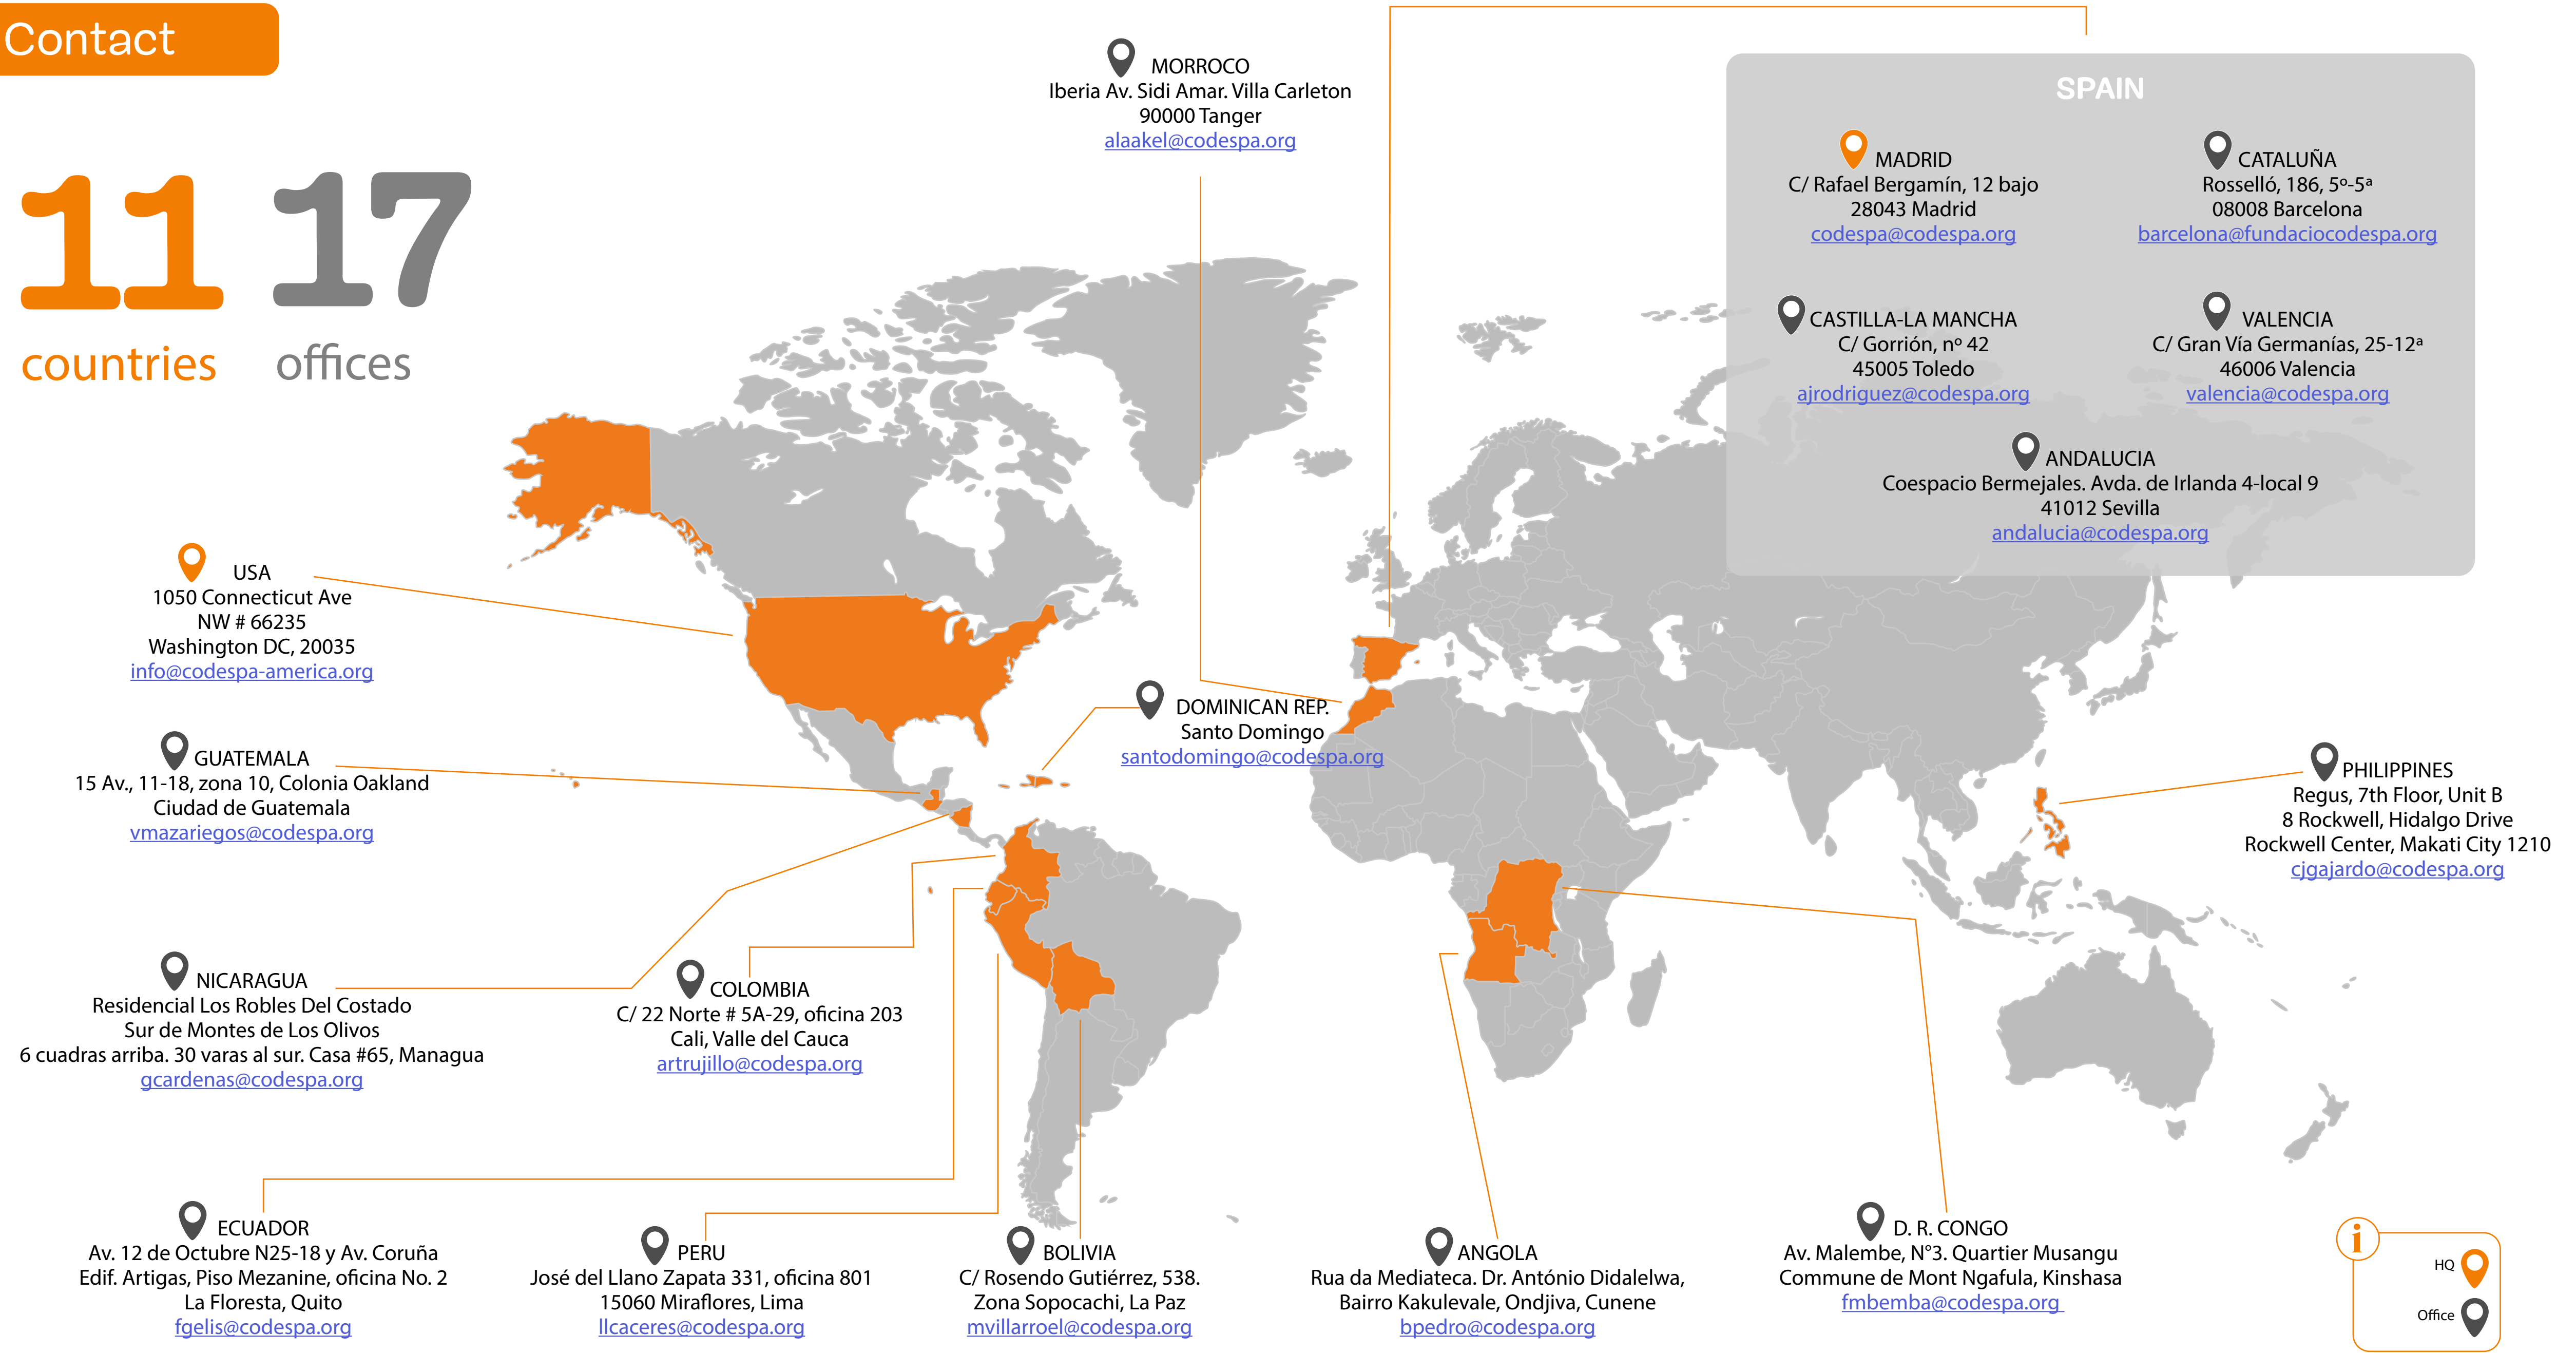 Contact
11
countries
17
offices
MORROCO
Iberia Av. Sidi Amar. Villa Carleton
90000 Tanger
alaakel@codespa.org
SPAIN
MADRID
C/ Rafael Bergamín, 12 bajo
28043 Madrid
codespa@codespa.org
CATALUÑA
Rosselló, 186, 5º-5ª
08008 Barcelona
barcelona@fundaciocodespa.org
CASTILLA-LA MANCHA
C/ Gorrión, nº 42
45005 Toledo
ajrodriguez@codespa.org
VALENCIA
C/ Gran Vía Germanías, 25-12ª
46006 Valencia
valencia@codespa.org
ANDALUCIA
Coespacio Bermejales. Avda. de Irlanda 4-local 9
41012 Sevilla
andalucia@codespa.org
USA
1050 Connecticut Ave
NW # 66235
Washington DC, 20035
info@codespa-america.org
DOMINICAN REP.
Santo Domingo
santodomingo@codespa.org
GUATEMALA
15 Av., 11-18, zona 10, Colonia Oakland
Ciudad de Guatemala
vmazariegos@codespa.org
PHILIPPINES
Regus, 7th Floor, Unit B
8 Rockwell, Hidalgo Drive
Rockwell Center, Makati City 1210
cjgajardo@codespa.org
NICARAGUA
Residencial Los Robles Del Costado
Sur de Montes de Los Olivos
6 cuadras arriba. 30 varas al sur. Casa #65, Managua
gcardenas@codespa.org
COLOMBIA
C/ 22 Norte # 5A-29, oficina 203
Cali, Valle del Cauca
artrujillo@codespa.org
ECUADOR
Av. 12 de Octubre N25-18 y Av. Coruña
Edif. Artigas, Piso Mezanine, oficina No. 2
La Floresta, Quito
fgelis@codespa.org
PERU
José del Llano Zapata 331, oficina 801
15060 Miraflores, Lima
llcaceres@codespa.org
BOLIVIA
C/ Rosendo Gutiérrez, 538.
Zona Sopocachi, La Paz
mvillarroel@codespa.org
ANGOLA
Rua da Mediateca. Dr. António Didalelwa,
Bairro Kakulevale, Ondjiva, Cunene
bpedro@codespa.org
D. R. CONGO
Av. Malembe, N°3. Quartier Musangu
Commune de Mont Ngafula, Kinshasa
fmbemba@codespa.org
i
HQ
Office